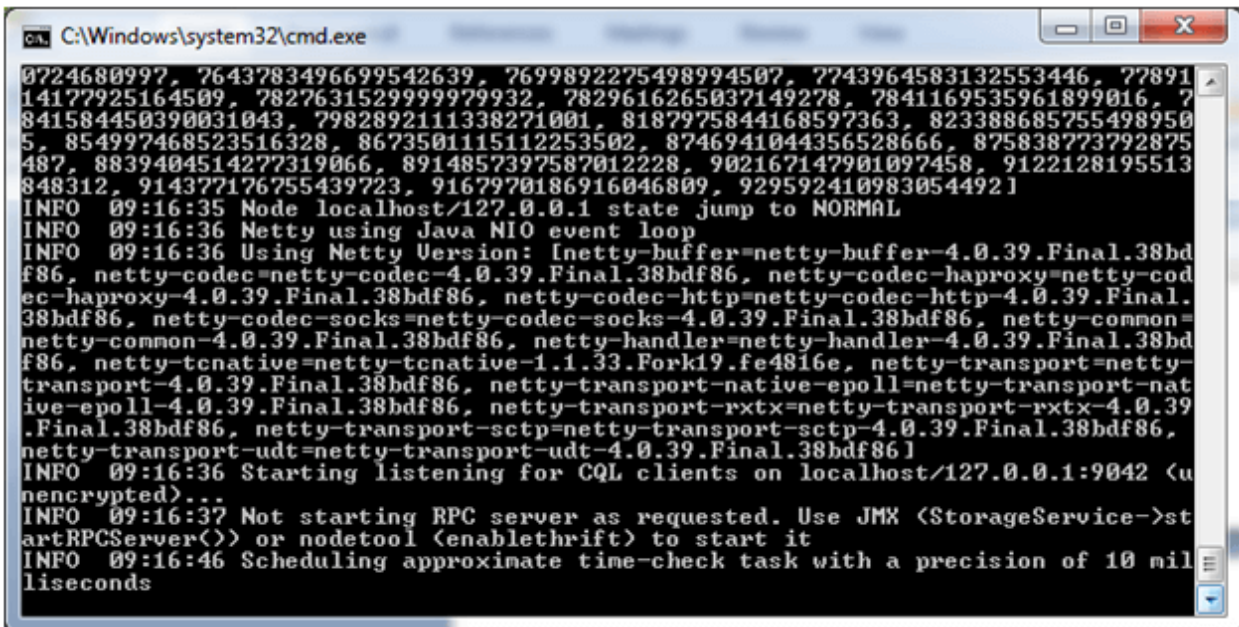 C:\Windows\system32\cmd.exe
0724680997, 7643783496699542639, 7699892275498994507, 7743964583132553446, 77891
14177925164509, 7827631529999979932, 7829616265037149278, 7841169535961899016, 7
841584450390031043, 7982892111338271001, 8187975844168597363, 823388685755498950
5, 854997468523516328, 8673501115112253502, 8746941044356528666, 875838773792875
487, 8839404514277319066, 8914857397587012228, 9021671479010974​58, 9122128195513
848312, 914377176755439723, 9167970186916046809, 929592410983054492]
INFO  09:16:35 Node localhost/127.0.0.1 state jump to NORMAL
INFO  09:16:36 Netty using Java NIO event loop
INFO  09:16:36 Using Netty Version: [netty-buffer=netty-buffer-4.0.39.Final.38bd
f86, netty-codec=netty-codec-4.0.39.Final.38bdf86, netty-codec-haproxy=netty-cod
ec-haproxy-4.0.39.Final.38bdf86, netty-codec-http=netty-codec-http-4.0.39.Final.
38bdf86, netty-codec-socks=netty-codec-socks-4.0.39.Final.38bdf86, netty-common=
netty-common-4.0.39.Final.38bdf86, netty-handler=netty-handler-4.0.39.Final.38bd
f86, netty-tcnative=netty-tcnative-1.1.33.Fork19.fe4816e, netty-transport=netty-
transport-4.0.39.Final.38bdf86, netty-transport-native-epoll=netty-transport-nat
ive-epoll-4.0.39.Final.38bdf86, netty-transport-rxtx=netty-transport-rxtx-4.0.39
.Final.38bdf86, netty-transport-sctp=netty-transport-sctp-4.0.39.Final.38bdf86,
netty-transport-udt=netty-transport-udt-4.0.39.Final.38bdf86]
INFO  09:16:36 Starting listening for CQL clients on localhost/127.0.0.1:9042 (u
nencrypted)...
INFO  09:16:37 Not starting RPC server as requested. Use JMX (StorageService->st
artRPCServer()) or nodetool (enablethrift) to start it
INFO  09:16:46 Scheduling approximate time-check task with a precision of 10 mil
liseconds